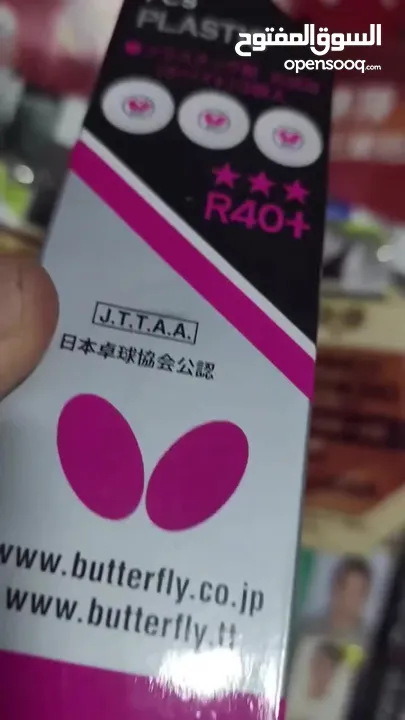 السوق المفتوح
opensooq.com
PLASTI
R40+
J.T.T.A.A.
日本卓球協会公認
www.butterfly.co.jp
www.butterfly.tt